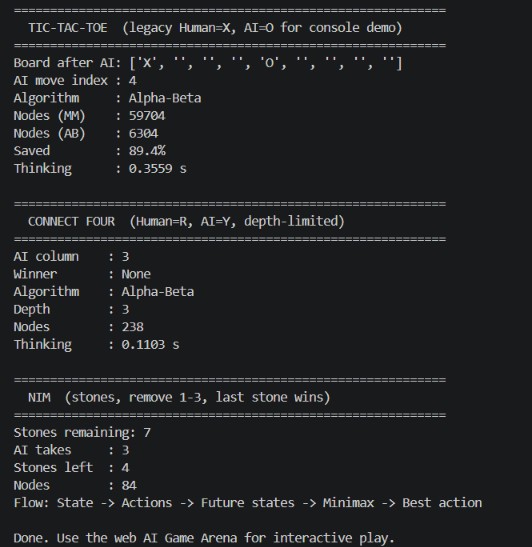 ============================================================
  TIC-TAC-TOE  (legacy Human=X, AI=O for console demo)
============================================================
Board after AI: ['X', '', '', '', 'O', '', '', '', '']
AI move index : 4
Algorithm     : Alpha-Beta
Nodes (MM)    : 59704
Nodes (AB)    : 6304
Saved         : 89.4%
Thinking      : 0.3559 s

============================================================
  CONNECT FOUR  (Human=R, AI=Y, depth-limited)
============================================================
AI column     : 3
Winner        : None
Algorithm     : Alpha-Beta
Depth         : 3
Nodes         : 238
Thinking      : 0.1103 s

============================================================
  NIM  (stones, remove 1-3, last stone wins)
============================================================
Stones remaining: 7
AI takes      : 3
Stones left   : 4
Nodes         : 84
Flow: State -> Actions -> Future states -> Minimax -> Best action

Done. Use the web AI Game Arena for interactive play.